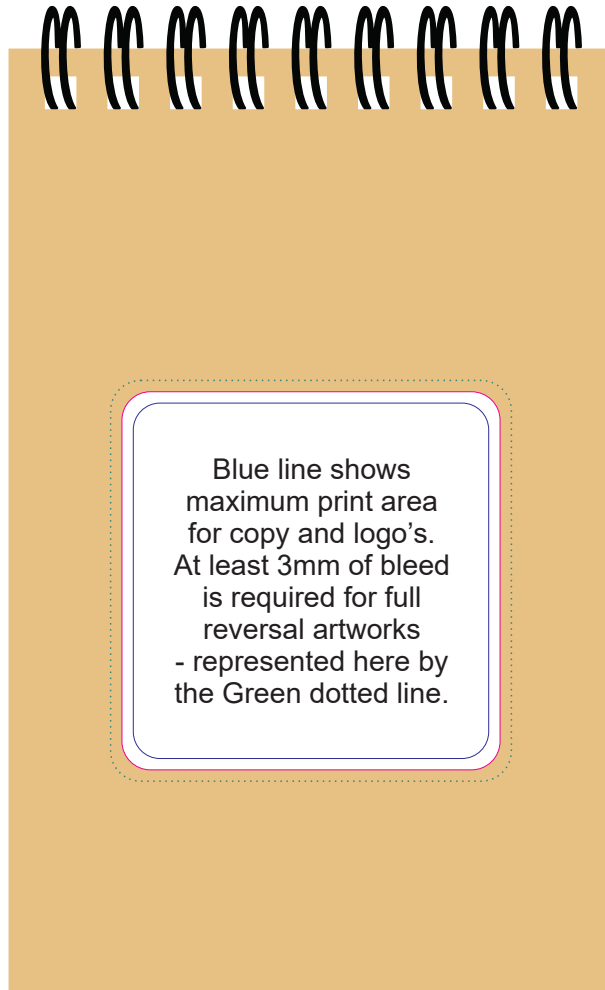 Blue line shows
maximum print area
for copy and logo’s.
At least 3mm of bleed
is required for full
reversal artworks
- represented here by
the Green dotted line.